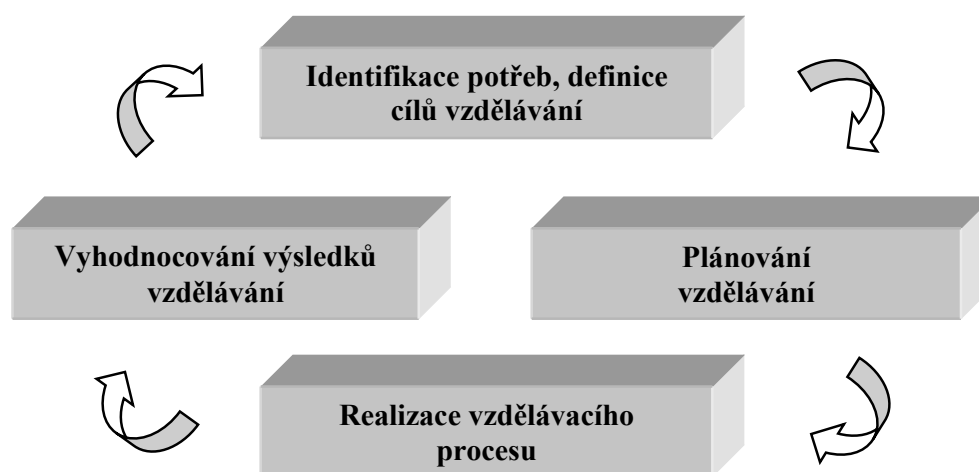 Identifikace potřeb, definice
cílů vzdělávání
Vyhodnocování výsledků
vzdělávání
Plánování
vzdělávání
Realizace vzdělávacího
procesu